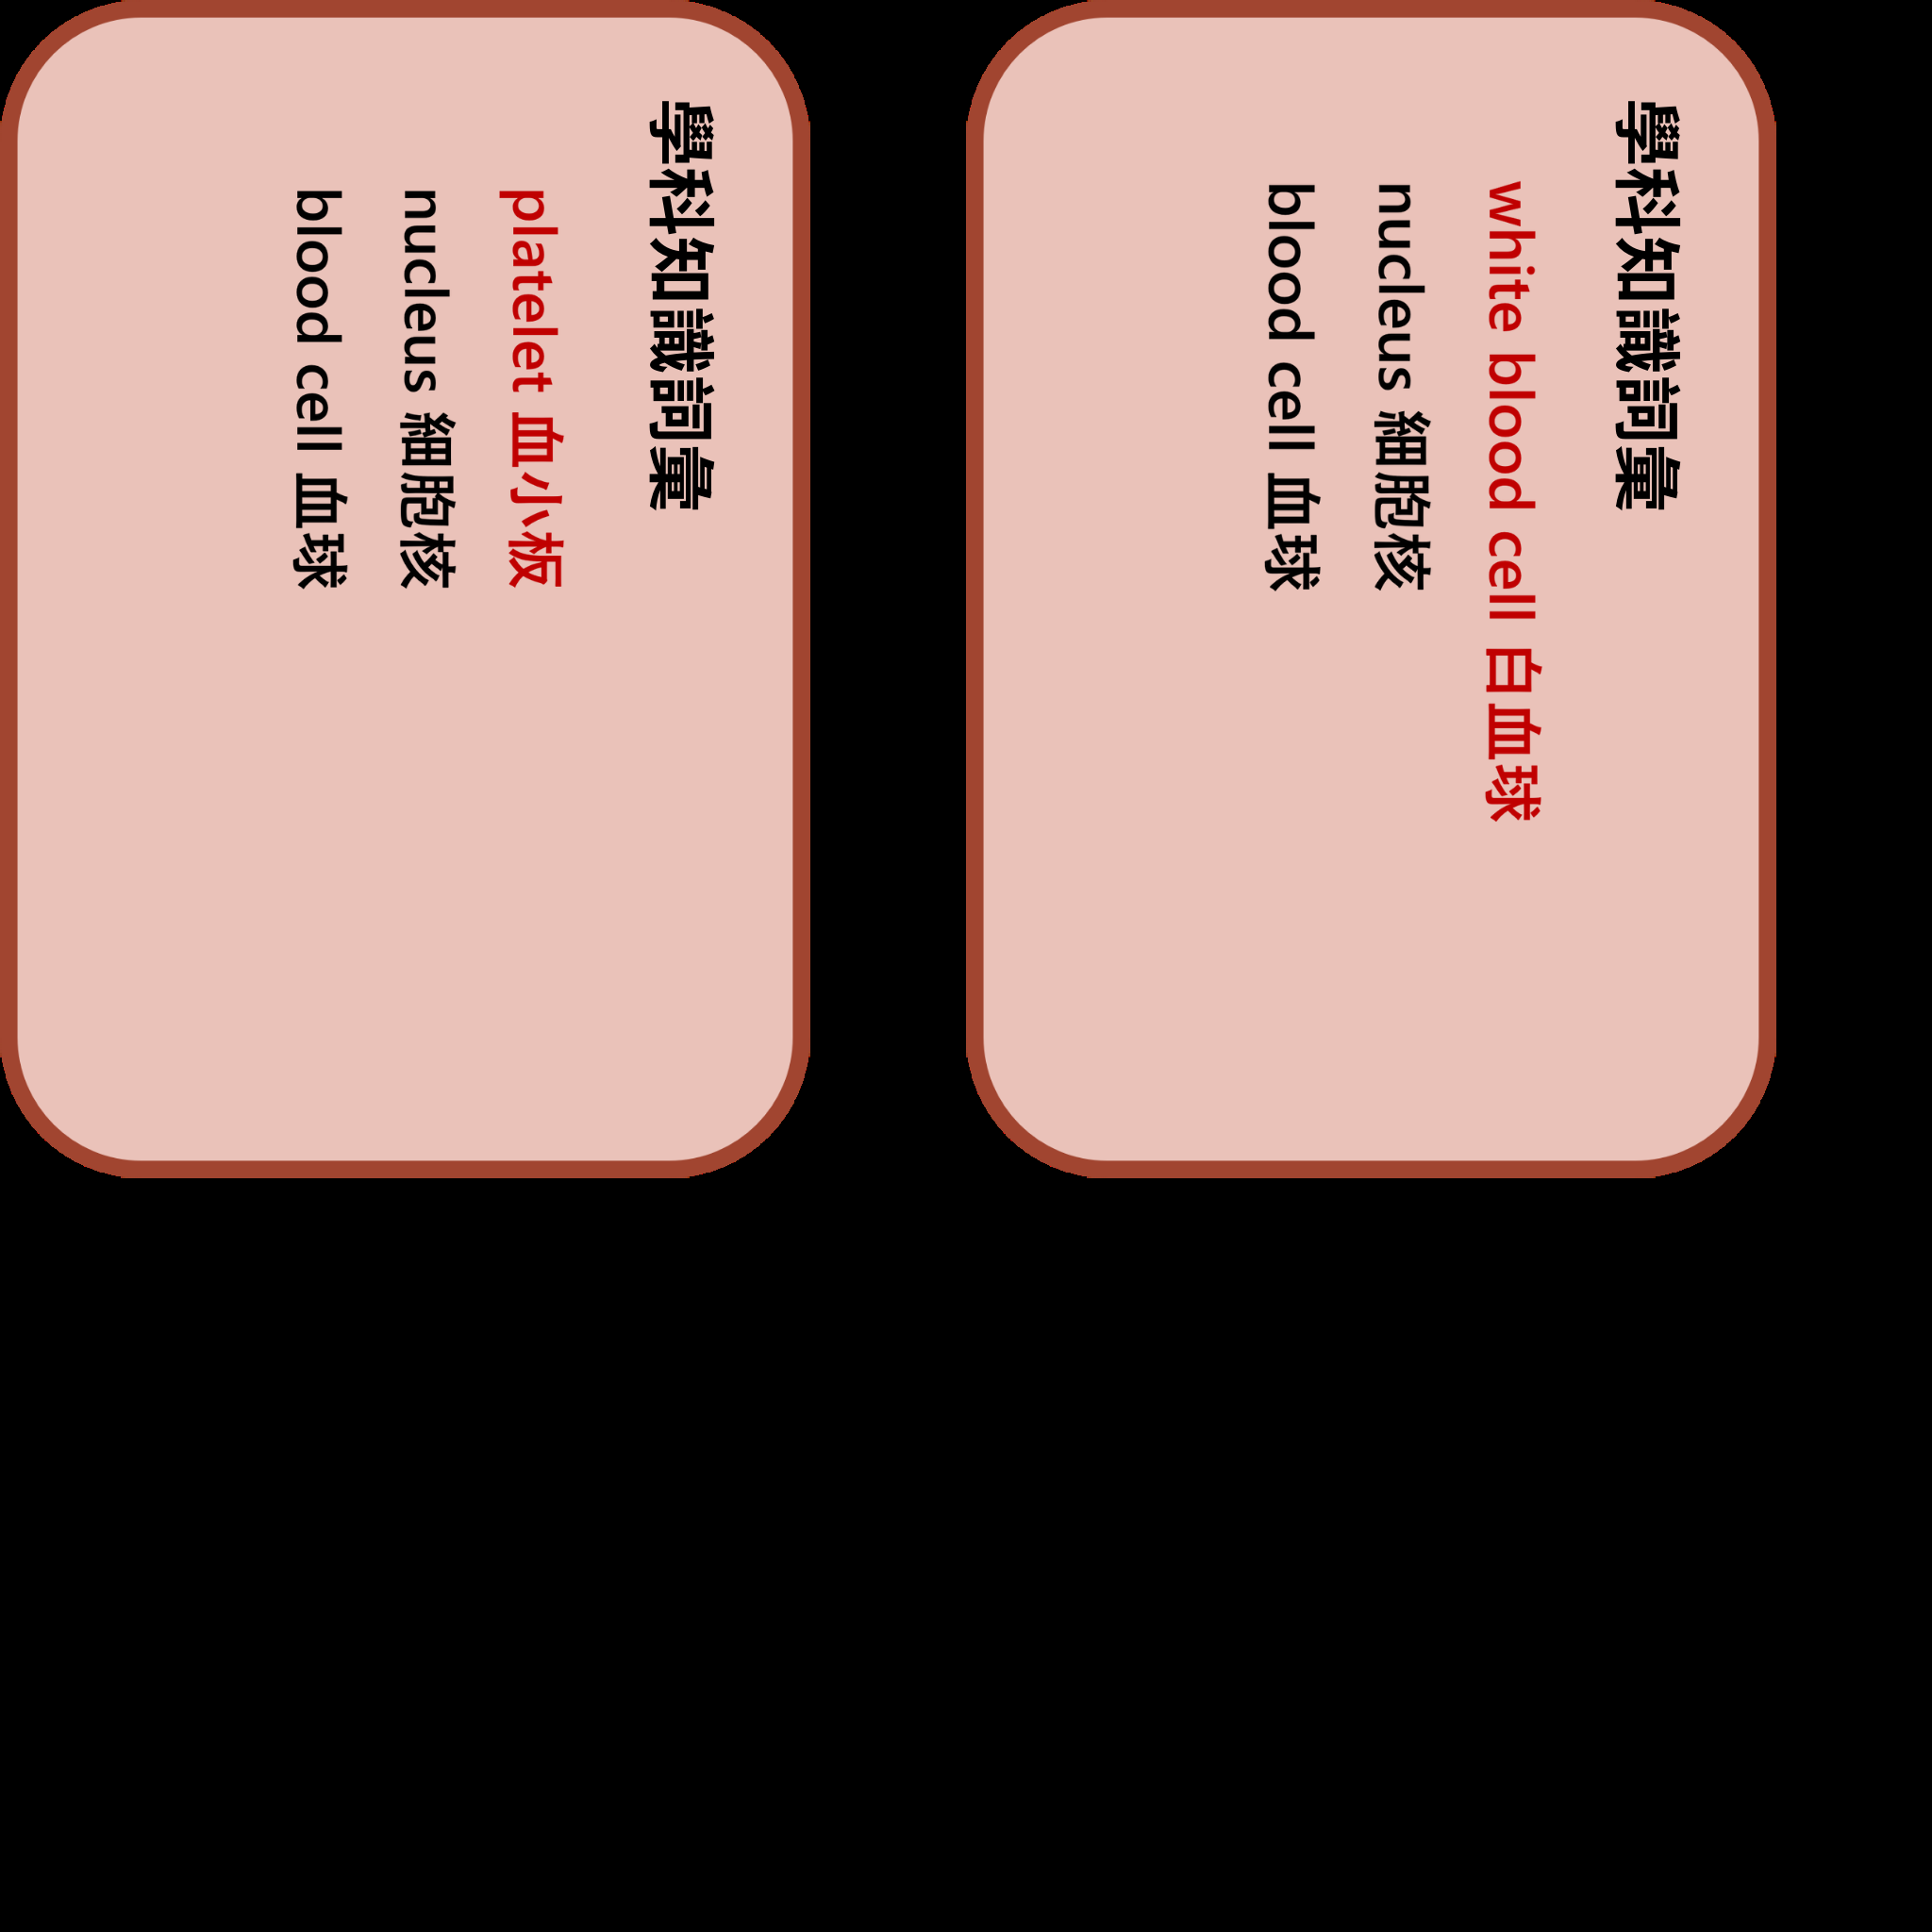 學科知識詞彙
platelet 血小板
nucleus 細胞核
blood cell 血球
學科知識詞彙
white blood cell 白血球
nucleus 細胞核
blood cell 血球